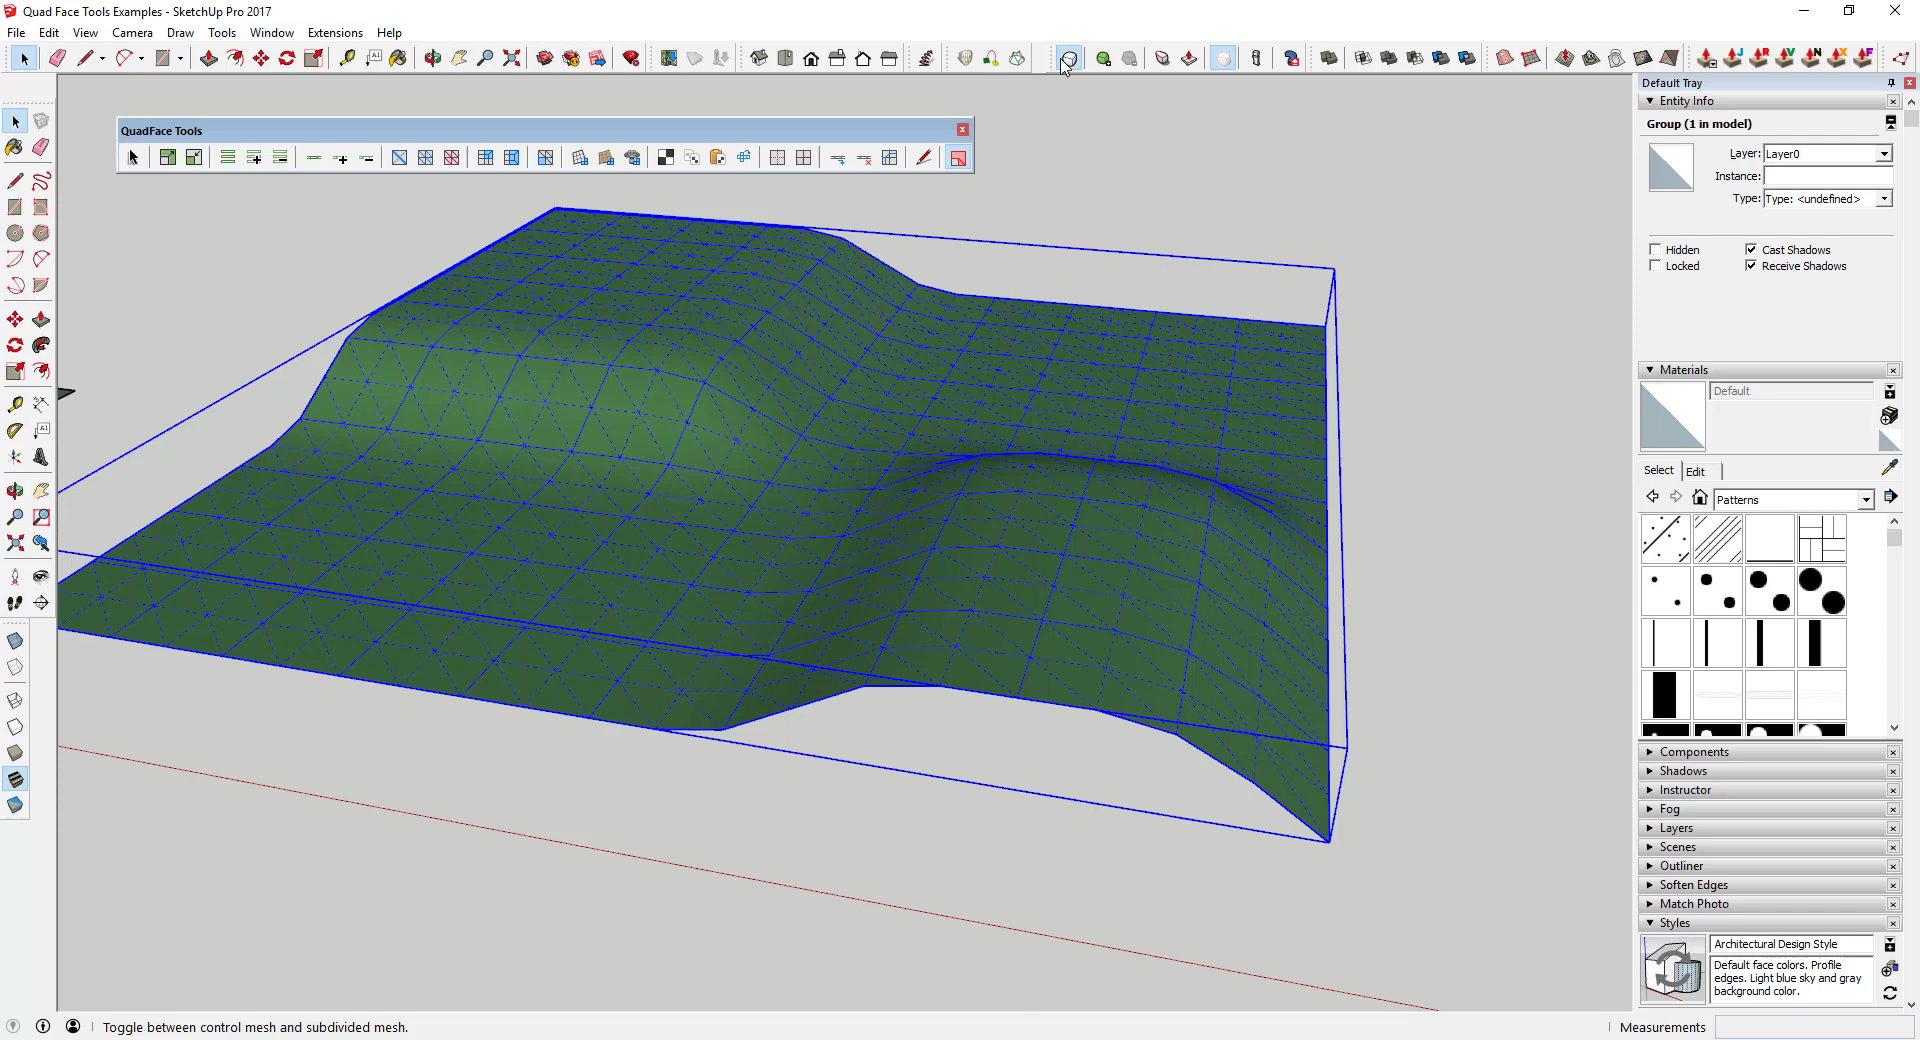 Quad Face Tools Examples - SketchUp Pro 2017
File Edit View Camera Draw Tools Window Extensions Help
Default Tray
Entity Info
Group (1 in model)
Layer: Layer0
Instance:
Type: Type: <undefined>
Hidden Cast Shadows
Locked Receive Shadows
QuadFace Tools
Materials
Default
Select Edit
Patterns
Components
Shadows
Instructor
Fog
Layers
Scenes
Outliner
Soften Edges
Match Photo
Styles
Architectural Design Style
Default face colors. Profile
edges. Light blue sky and gray
background color.
Toggle between control mesh and subdivided mesh.
Measurements